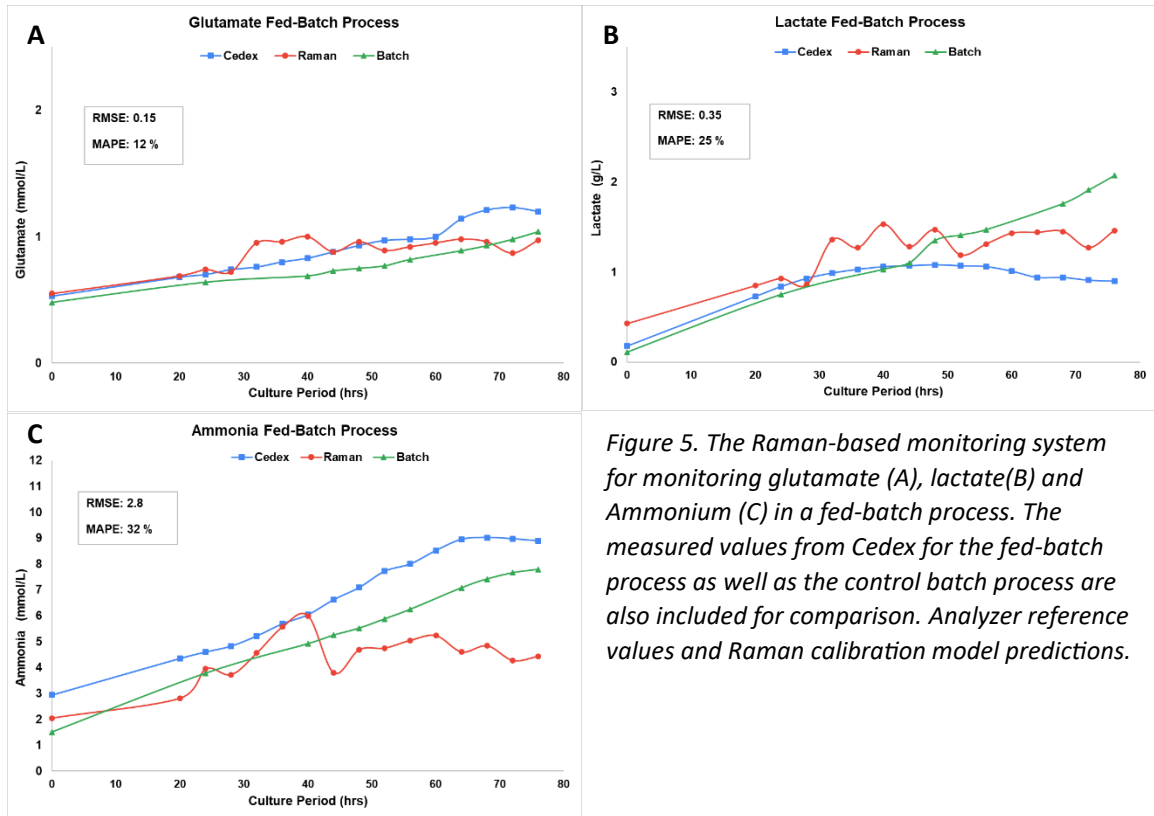 A
Glutamate Fed-Batch Process
Cedex Raman Batch
RMSE: 0.15
MAPE: 12 %
Glutamate (mmol/L)
2
1
0
0 10 20 30 40 50 60 70 80
Culture Period (hrs)
B
Lactate Fed-Batch Process
Cedex Raman Batch
RMSE: 0.35
MAPE: 25 %
Lactate (g/L)
3
2
1
0
0 10 20 30 40 50 60 70 80
Culture Period (hrs)
C
Ammonia Fed-Batch Process
Cedex Raman Batch
RMSE: 2.8
MAPE: 32 %
Ammonia (mmol/L)
12
11
10
9
8
7
6
5
4
3
2
1
0
0 10 20 30 40 50 60 70 80
Culture Period (hrs)
Figure 5. The Raman-based monitoring system
for monitoring glutamate (A), lactate(B) and
Ammonium (C) in a fed-batch process. The
measured values from Cedex for the fed-batch
process as well as the control batch process are
also included for comparison. Analyzer reference
values and Raman calibration model predictions.